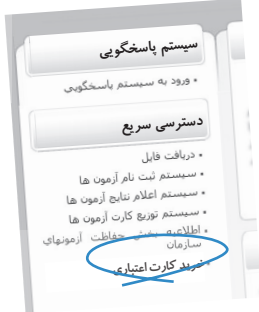 سیستم پاسخگویی
• ورود به سیستم پاسخگویی
دسترسی سریع
• دریافت فایل
• سیستم ثبت نام آزمون ها
• سیستم اعلام نتایج آزمون ها
• سیستم توزیع کارت آزمون ها
• اطلاعیه بخش حفاظت آزمونهای
سازمان
• خرید کارت اعتباری